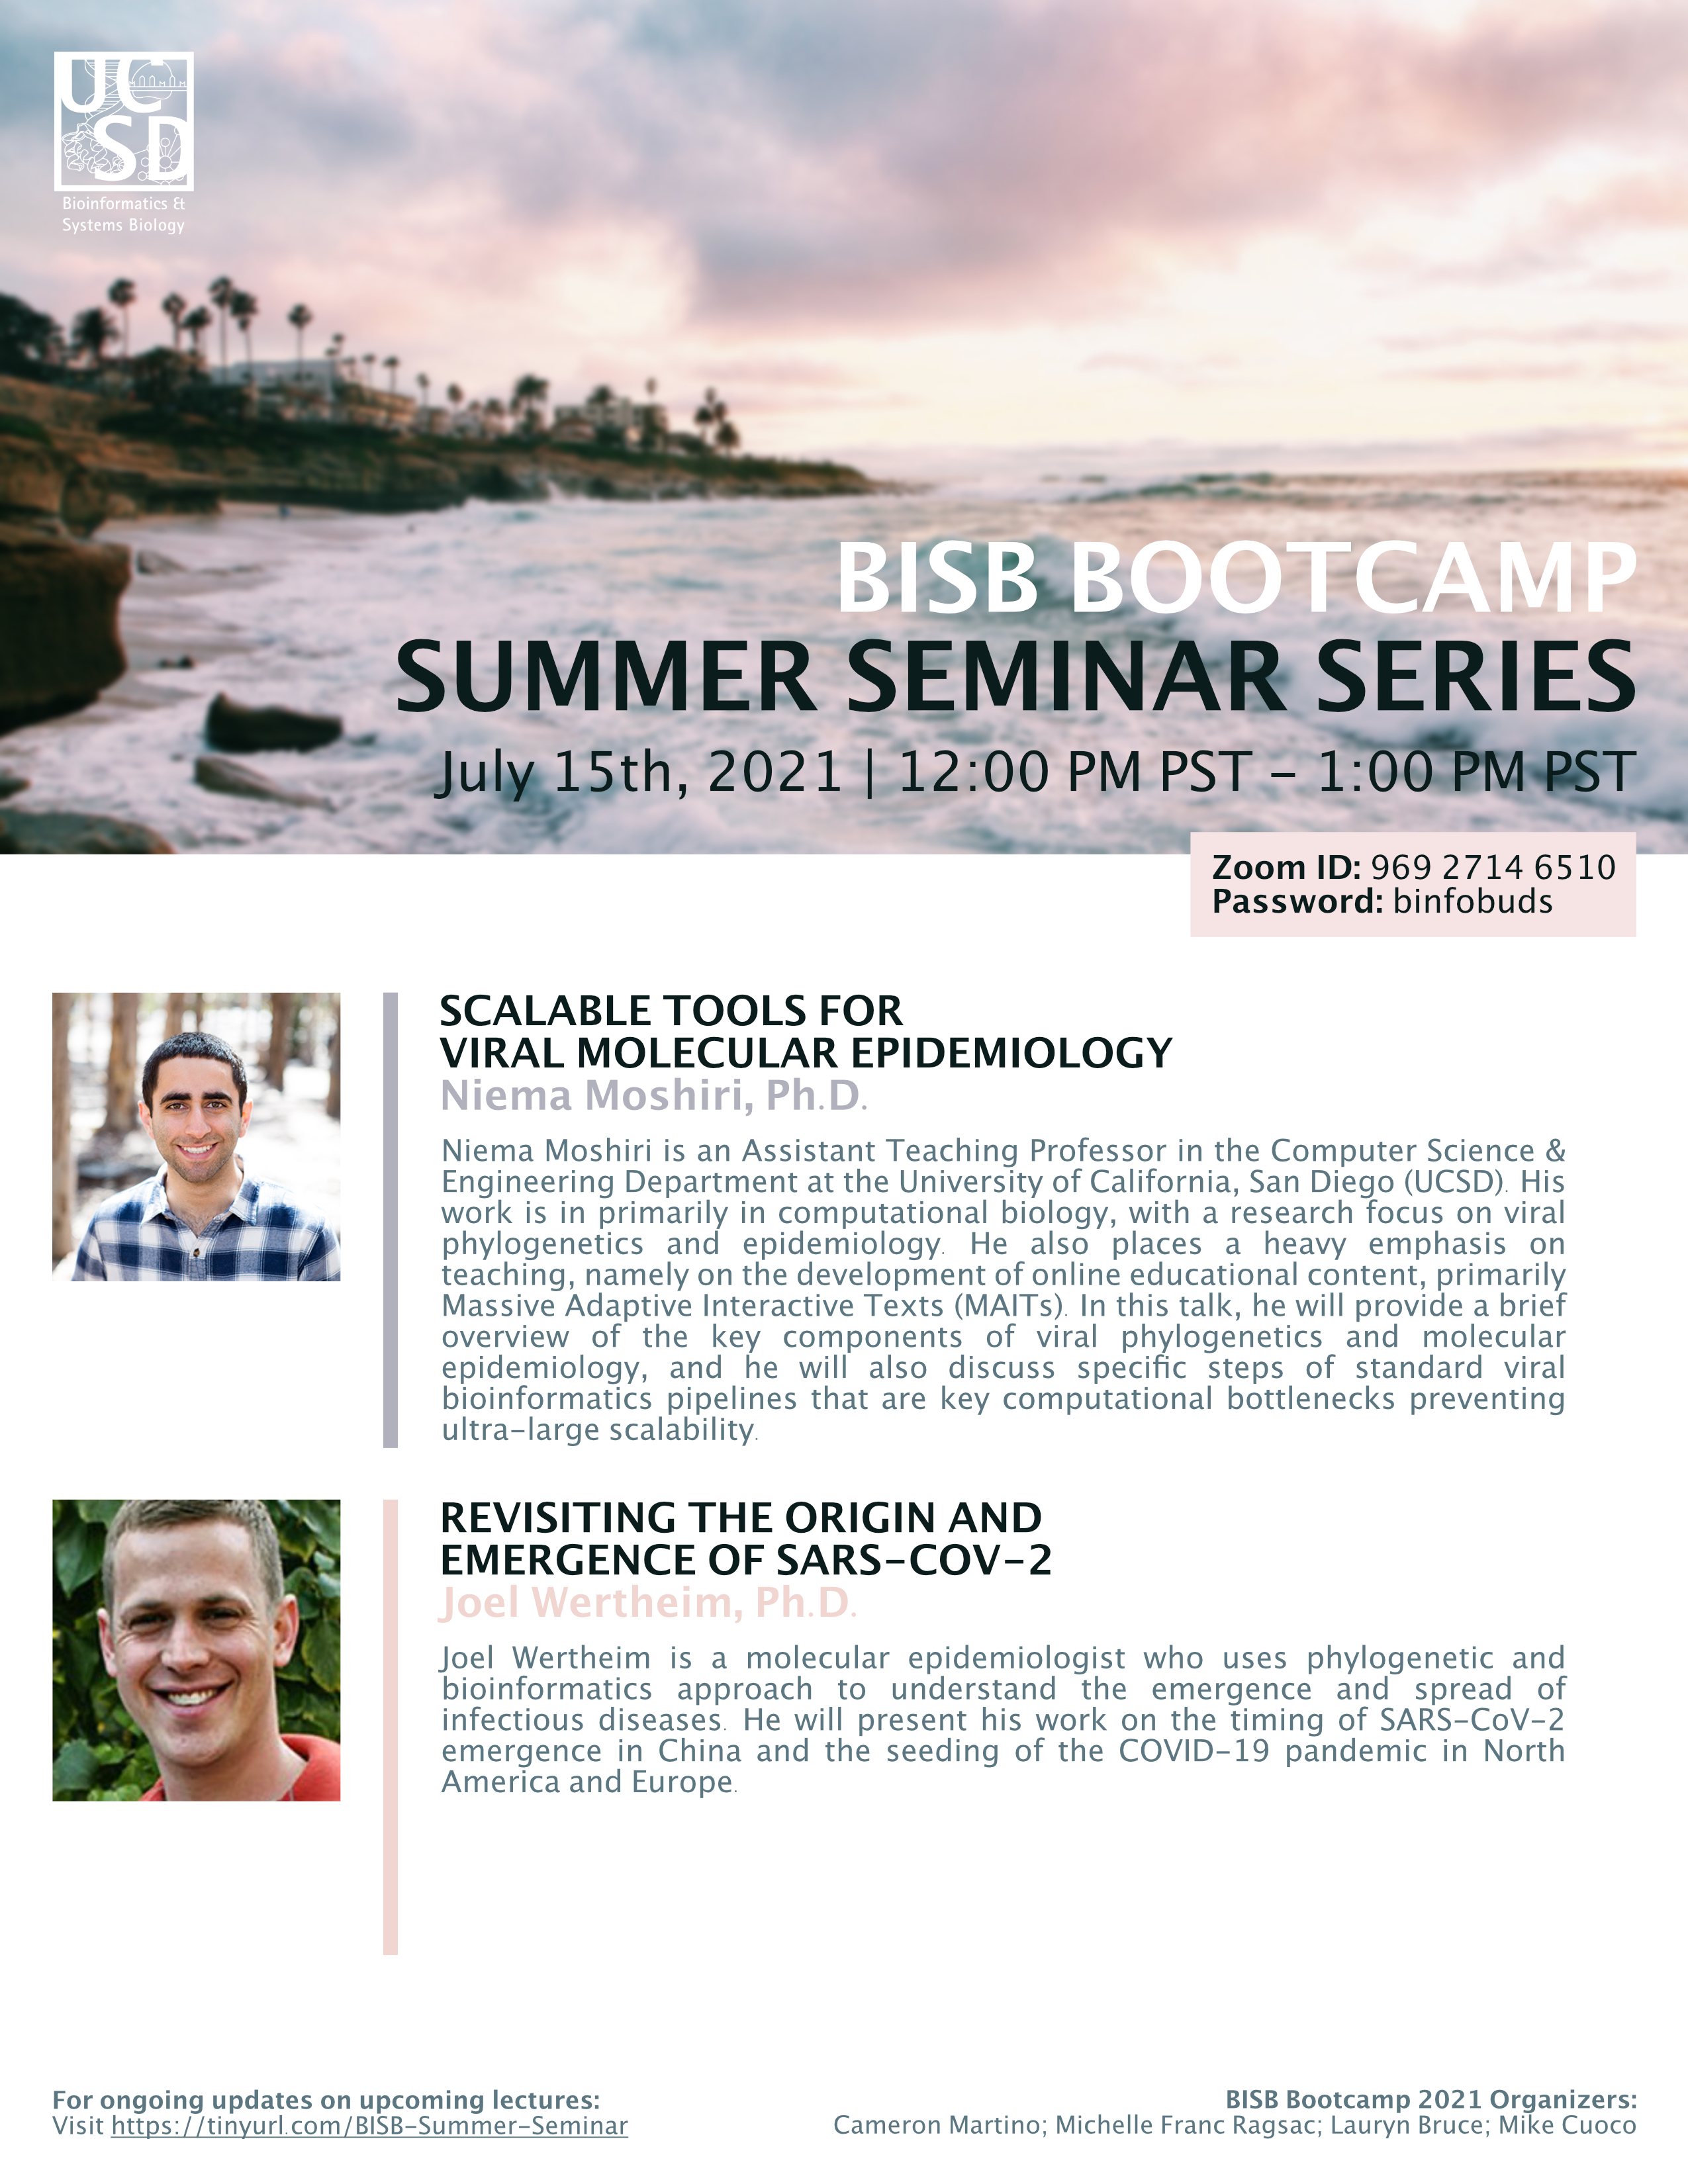 UC
SD
Bioinformatics &
Systems Biology
BISB BOOTCAMP
SUMMER SEMINAR SERIES
July 15th, 2021 | 12:00 PM PST – 1:00 PM PST
Zoom ID: 969 2714 6510
Password: binfobuds
SCALABLE TOOLS FOR
VIRAL MOLECULAR EPIDEMIOLOGY
Niema Moshiri, Ph.D.
Niema Moshiri is an Assistant Teaching Professor in the Computer Science &
Engineering Department at the University of California, San Diego (UCSD). His
work is in primarily in computational biology, with a research focus on viral
phylogenetics and epidemiology. He also places a heavy emphasis on
teaching, namely on the development of online educational content, primarily
Massive Adaptive Interactive Texts (MAITs). In this talk, he will provide a brief
overview of the key components of viral phylogenetics and molecular
epidemiology, and he will also discuss specific steps of standard viral
bioinformatics pipelines that are key computational bottlenecks preventing
ultra-large scalability.
REVISITING THE ORIGIN AND
EMERGENCE OF SARS-COV-2
Joel Wertheim, Ph.D.
Joel Wertheim is a molecular epidemiologist who uses phylogenetic and
bioinformatics approach to understand the emergence and spread of
infectious diseases. He will present his work on the timing of SARS-CoV-2
emergence in China and the seeding of the COVID-19 pandemic in North
America and Europe.
For ongoing updates on upcoming lectures:
Visit https://tinyurl.com/BISB-Summer-Seminar
BISB Bootcamp 2021 Organizers:
Cameron Martino; Michelle Franc Ragsac; Lauryn Bruce; Mike Cuoco